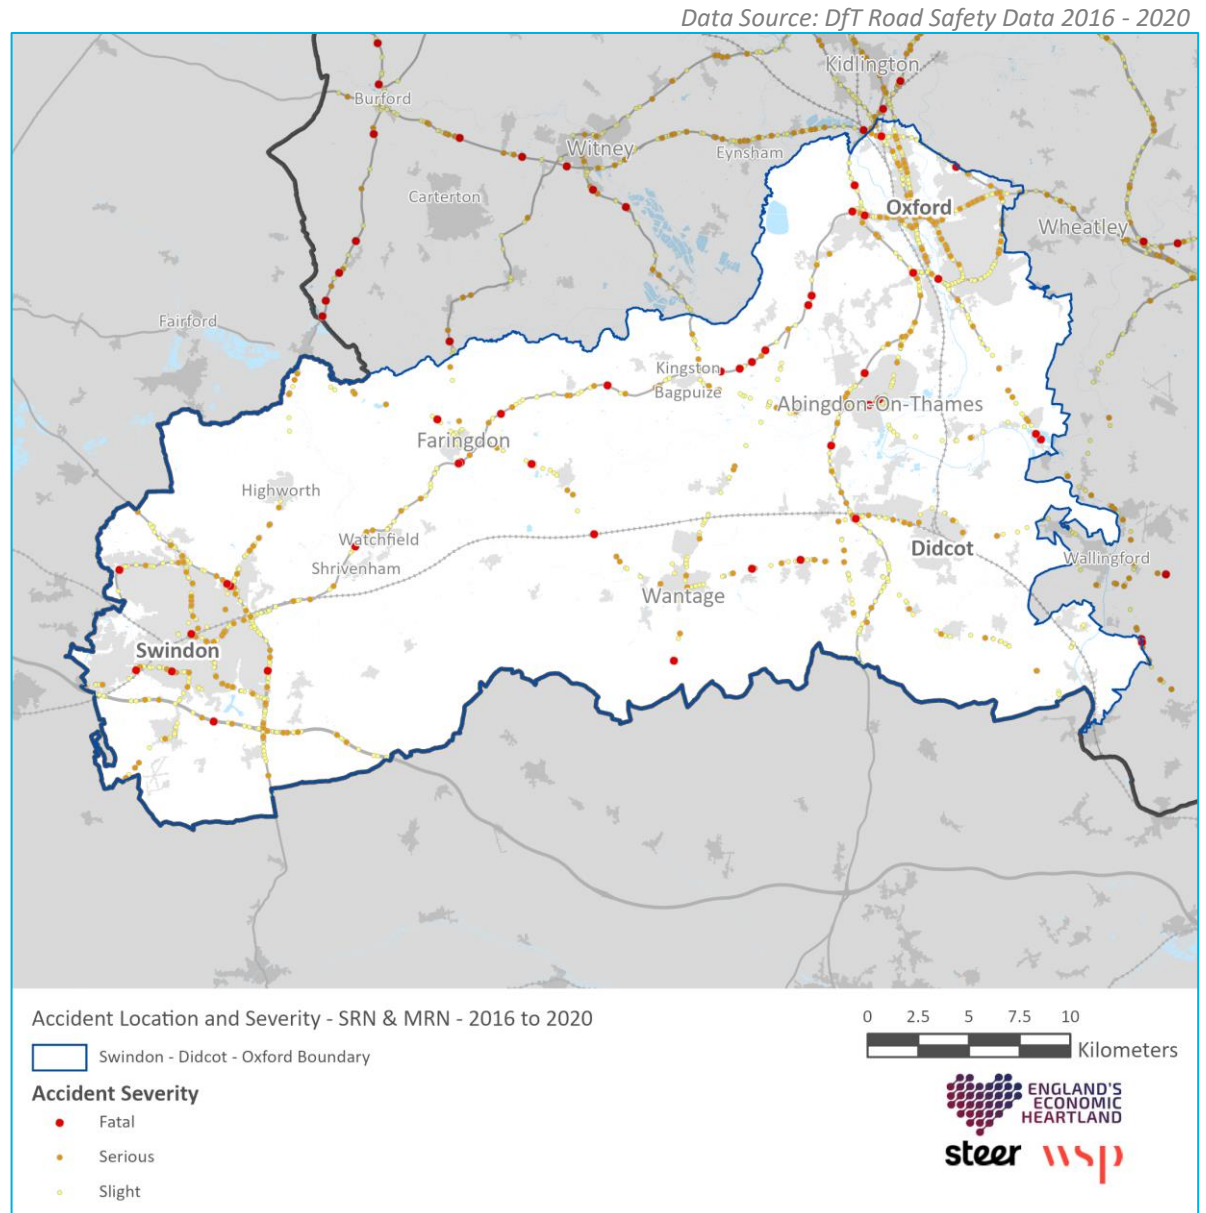 Data Source: DfT Road Safety Data 2016 - 2020
Kidlington
Burford
Witney
Eynsham
Carterton
Oxford
Wheatley
Fairford
Kingston
Bagpuize
Abingdon-On-Thames
Faringdon
Highworth
Watchfield
Shrivenham
Didcot
Wallingford
Wantage
Swindon
Accident Location and Severity - SRN & MRN - 2016 to 2020
Swindon - Didcot - Oxford Boundary
Accident Severity
Fatal
Serious
Slight
0 2.5 5 7.5 10
Kilometers
ENGLAND'S
ECONOMIC
HEARTLAND
steer wsp